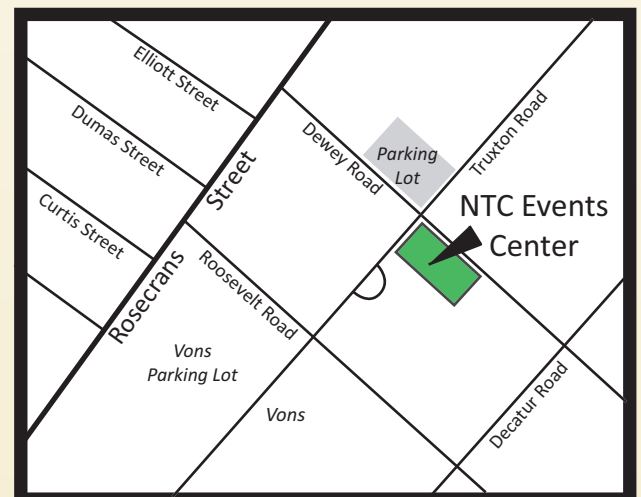 Elliott Street
Dumas Street
Curtis Street
Rosecrans Street
Dewey Road
Parking
Lot
Truxton Road
NTC Events
Center
Roosevelt Road
Vons
Parking Lot
Vons
Decatur Road